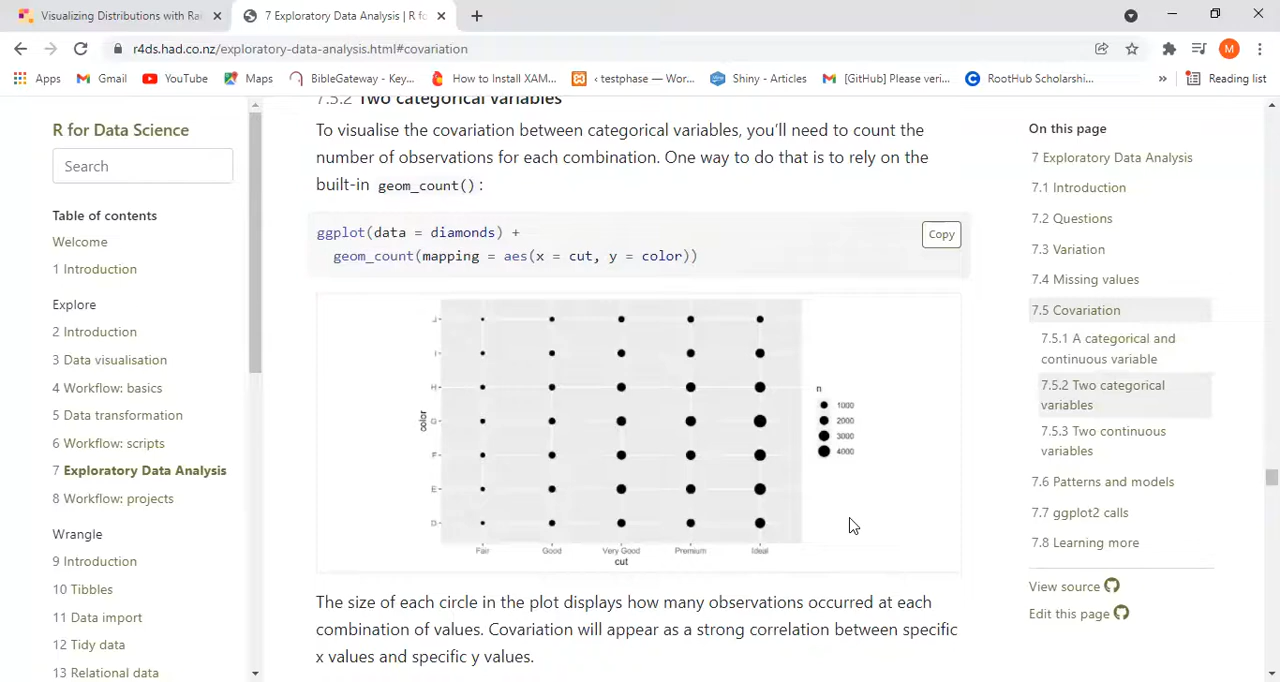 Visualizing Distributions with Rai
7 Exploratory Data Analysis | R fo
r4ds.had.co.nz/exploratory-data-analysis.html#covariation
M
Apps
Gmail
YouTube
Maps
BibleGateway - Key...
How to Install XAM...
‹ testphase — Wor...
Shiny - Articles
[GitHub] Please veri...
RootHub Scholarshi...
»
Reading list
R for Data Science
Search
Table of contents
Welcome
1 Introduction
Explore
2 Introduction
3 Data visualisation
4 Workflow: basics
5 Data transformation
6 Workflow: scripts
7 Exploratory Data Analysis
8 Workflow: projects
Wrangle
9 Introduction
10 Tibbles
11 Data import
12 Tidy data
13 Relational data
7.5.2 Two categorical variables
To visualise the covariation between categorical variables, you'll need to count the
number of observations for each combination. One way to do that is to rely on the
built-in geom_count():
ggplot(data = diamonds) +
geom_count(mapping = aes(x = cut, y = color))
Copy
color
J
I
H
G
F
E
D
Fair Good Very Good Premium Ideal
cut
n
1000
2000
3000
4000
The size of each circle in the plot displays how many observations occurred at each
combination of values. Covariation will appear as a strong correlation between specific
x values and specific y values.
On this page
7 Exploratory Data Analysis
7.1 Introduction
7.2 Questions
7.3 Variation
7.4 Missing values
7.5 Covariation
7.5.1 A categorical and
continuous variable
7.5.2 Two categorical
variables
7.5.3 Two continuous
variables
7.6 Patterns and models
7.7 ggplot2 calls
7.8 Learning more
View source
Edit this page